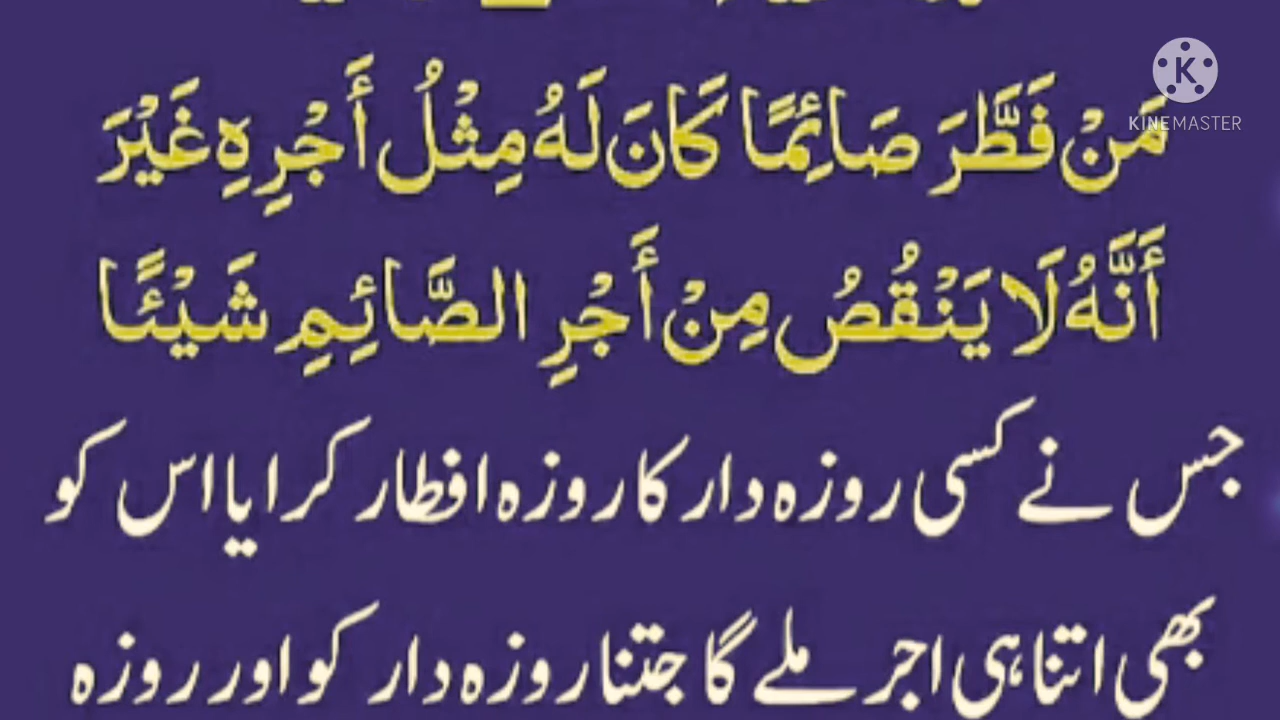 KINEMASTER
مَنْ فَطَّرَ صَائِمًا كَانَ لَهُ مِثْلُ أَجْرِهِ غَيْرَ
أَنَّهُ لَا يَنْقُصُ مِنْ أَجْرِ الصَّائِمِ شَيْئًا
جس نے کسی روزہ دار کا روزہ افطار کرایا اس کو
بھی اتنا ہی اجر ملے گا جتنا روزہ دار کو اور روزہ